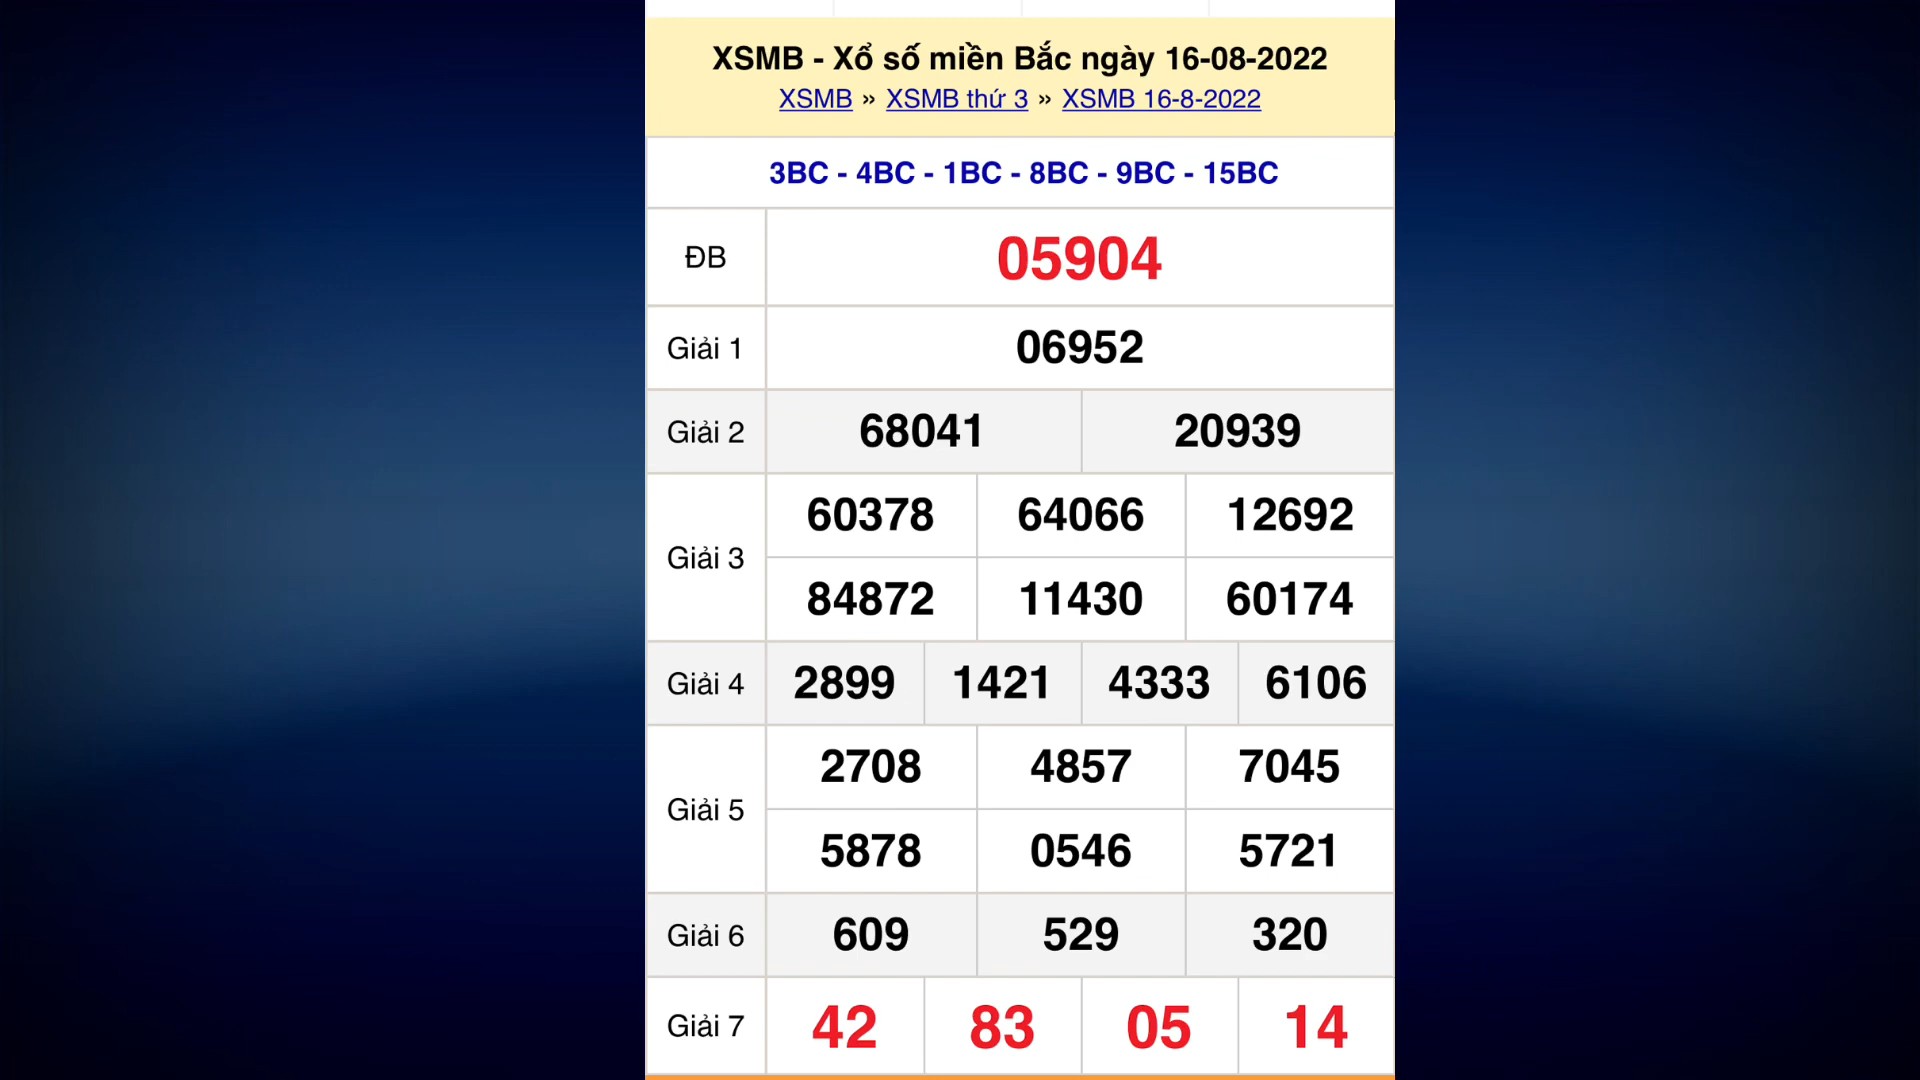 XSMB - Xổ số miền Bắc ngày 16-08-2022
XSMB » XSMB thứ 3 » XSMB 16-8-2022
3BC - 4BC - 1BC - 8BC - 9BC - 15BC
ĐB 05904
Giải 1 06952
Giải 2 68041 20939
Giải 3 60378 64066 12692
84872 11430 60174
Giải 4 2899 1421 4333 6106
Giải 5 2708 4857 7045
5878 0546 5721
Giải 6 609 529 320
Giải 7 42 83 05 14